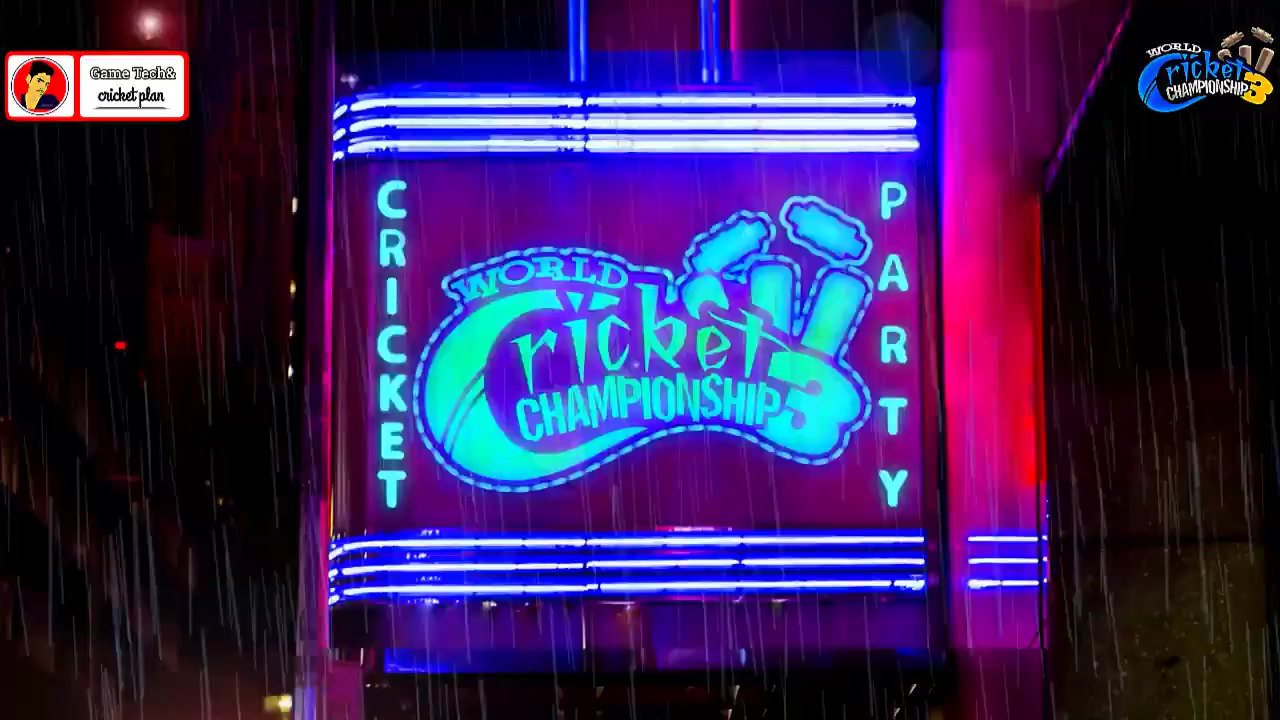 Game Tech&
cricket plan
WORLD
Cricket
CHAMPIONSHIP 3
CRICKET
WORLD
Cricket
CHAMPIONSHIP 3
PARTY